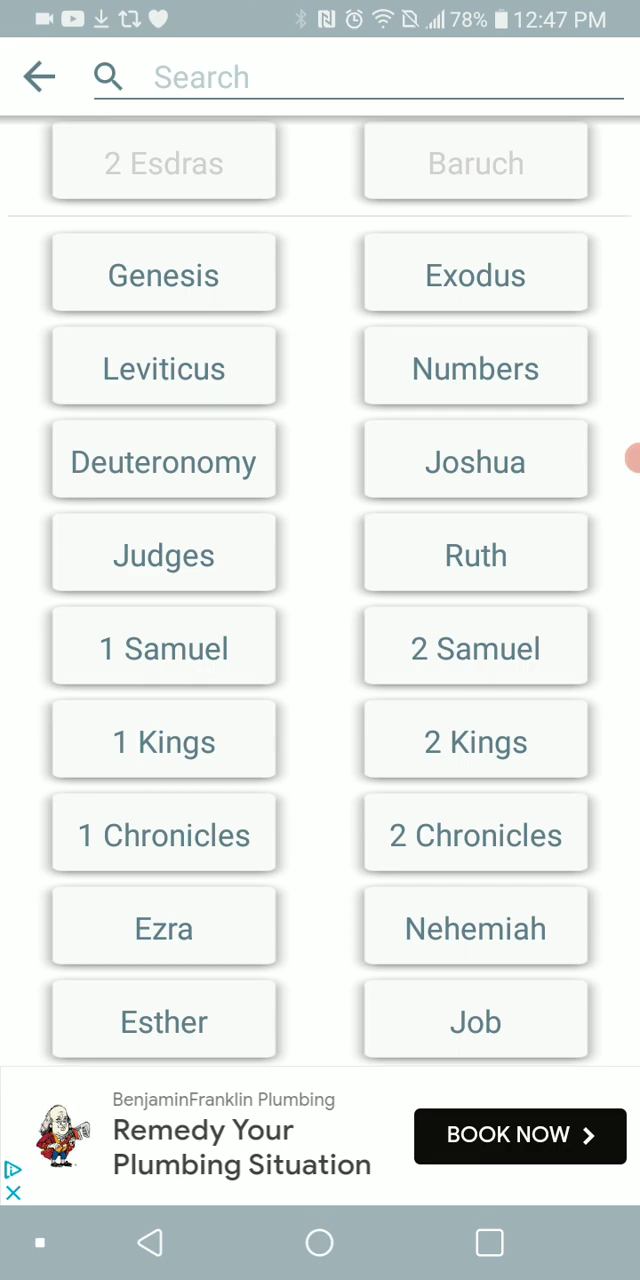 78% 12:47 PM
Search
2 Esdras
Baruch
Genesis
Exodus
Leviticus
Numbers
Deuteronomy
Joshua
Judges
Ruth
1 Samuel
2 Samuel
1 Kings
2 Kings
1 Chronicles
2 Chronicles
Ezra
Nehemiah
Esther
Job
BenjaminFranklin Plumbing
Remedy Your
Plumbing Situation
BOOK NOW